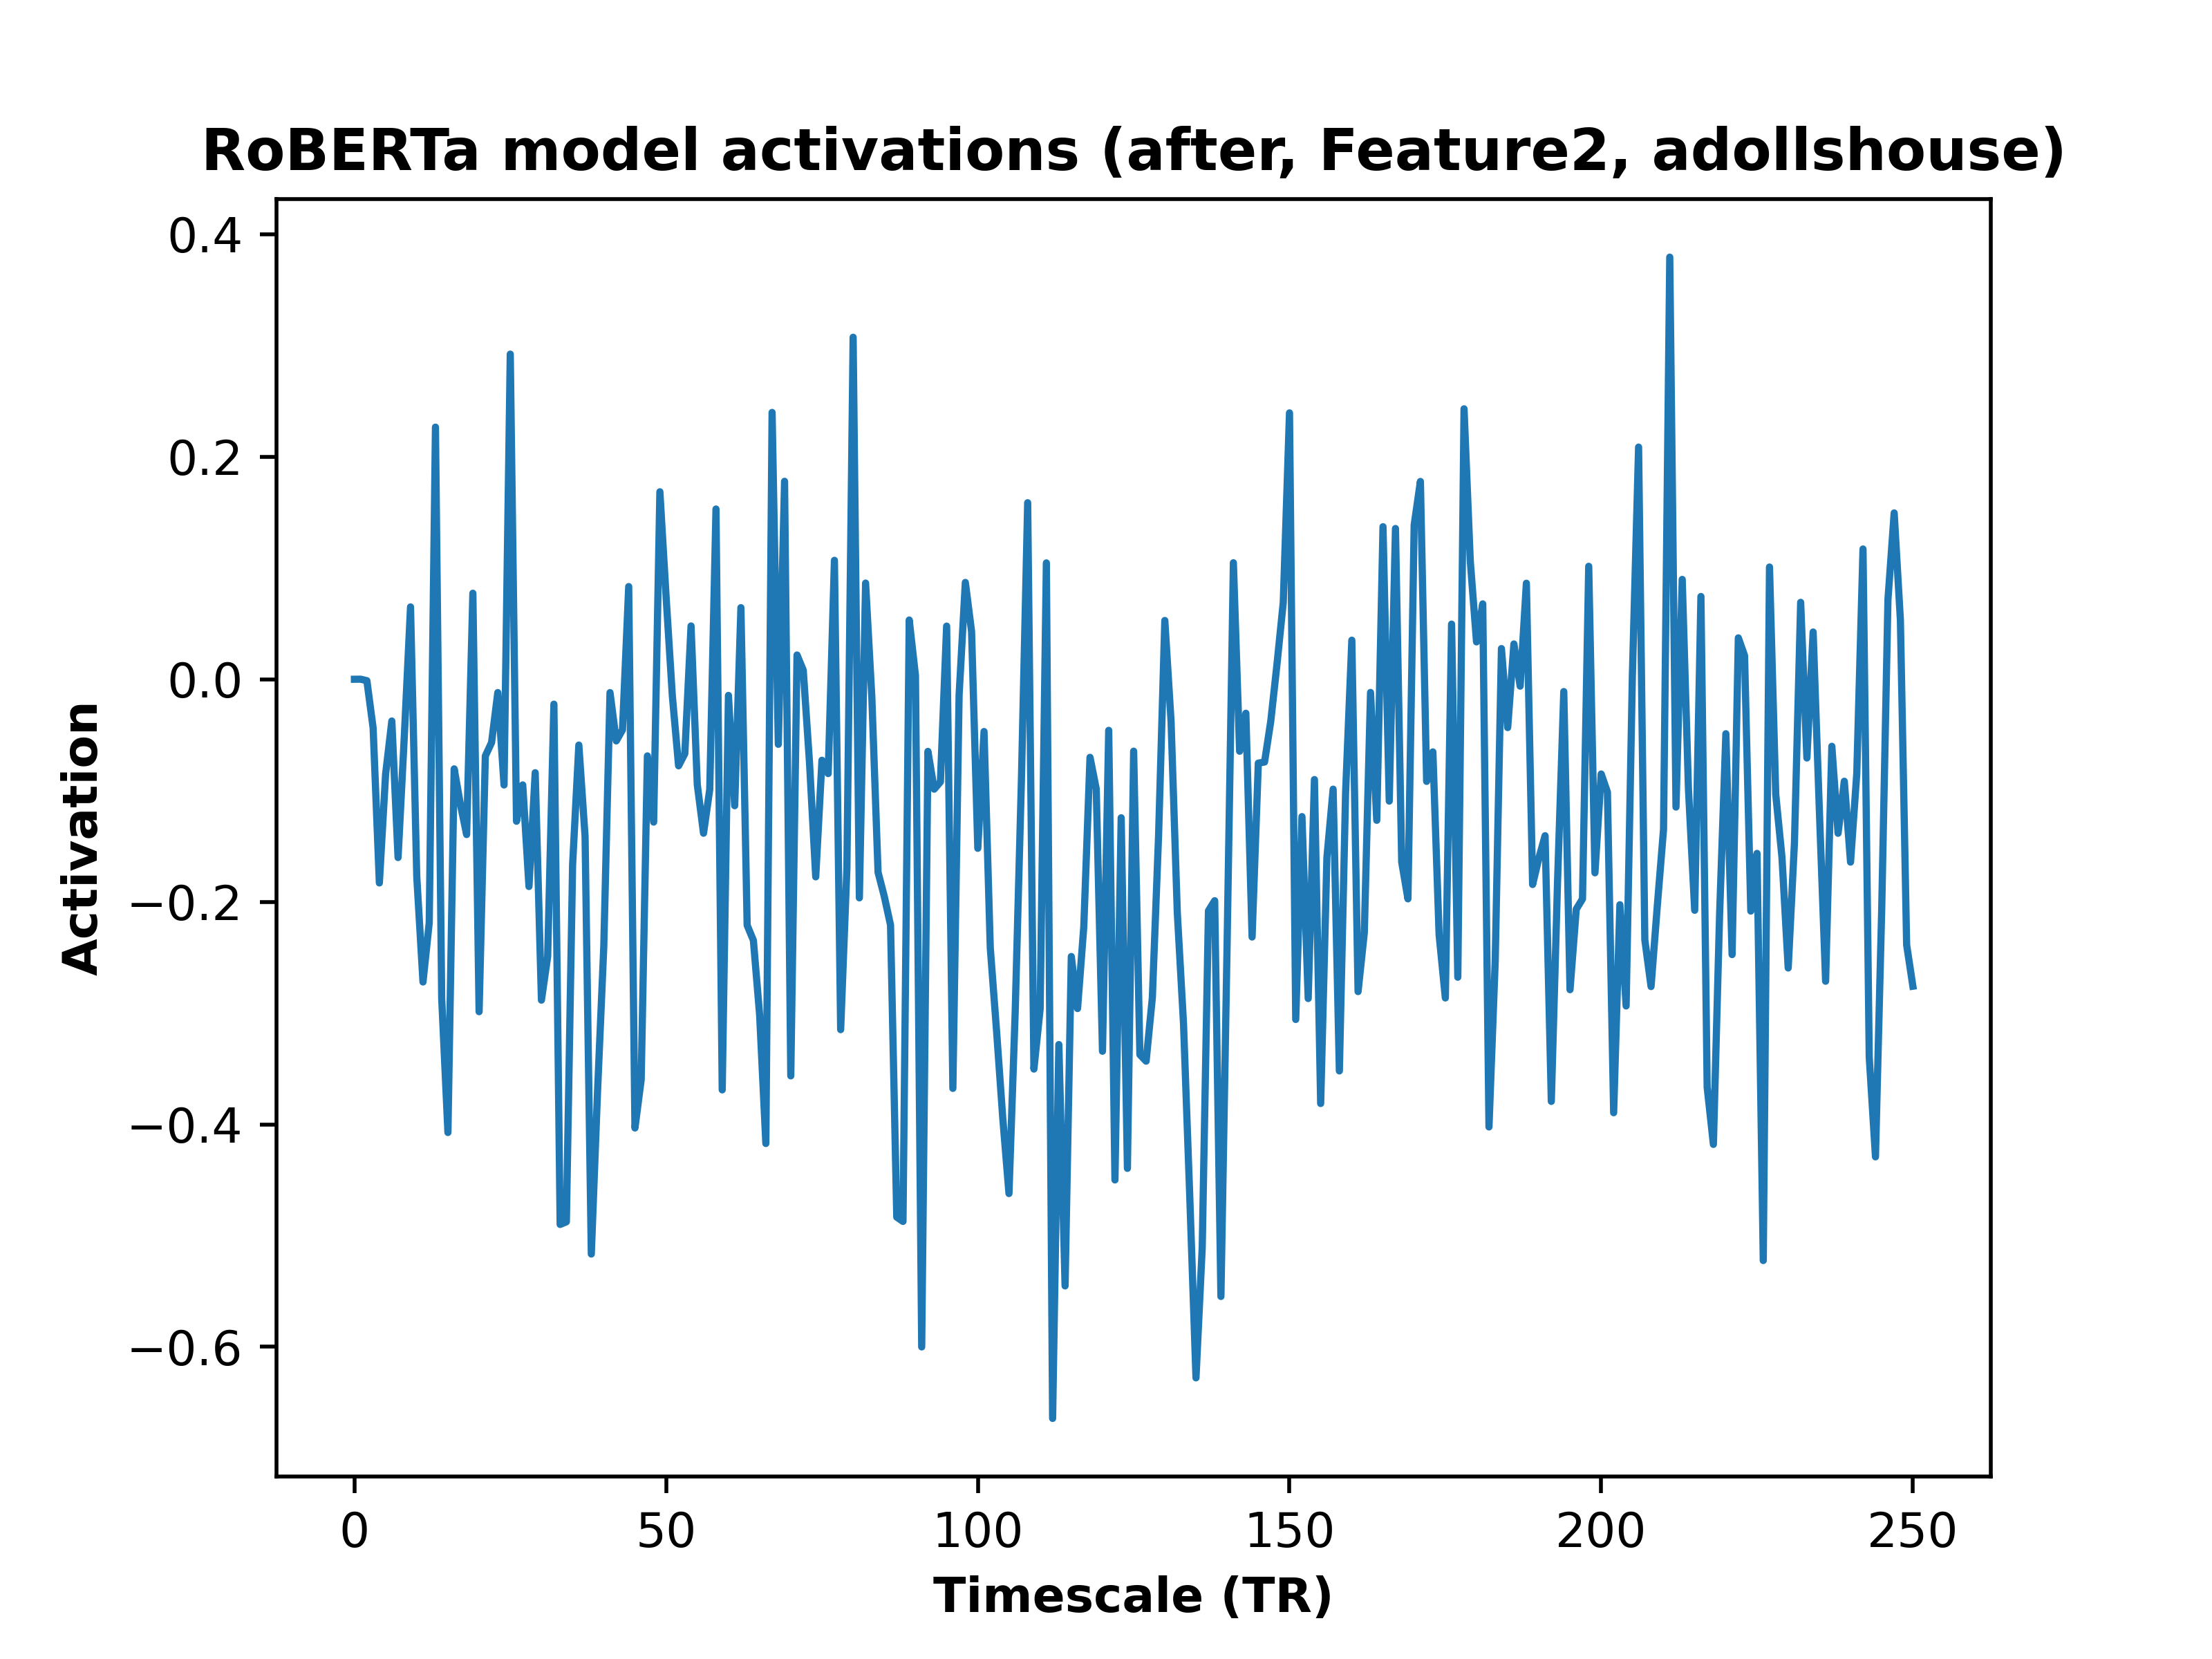 RoBERTa model activations (after, Feature2, adollshouse)
0.4
0.2
0.0
−0.2
−0.4
−0.6
Activation
0 50 100 150 200 250
Timescale (TR)